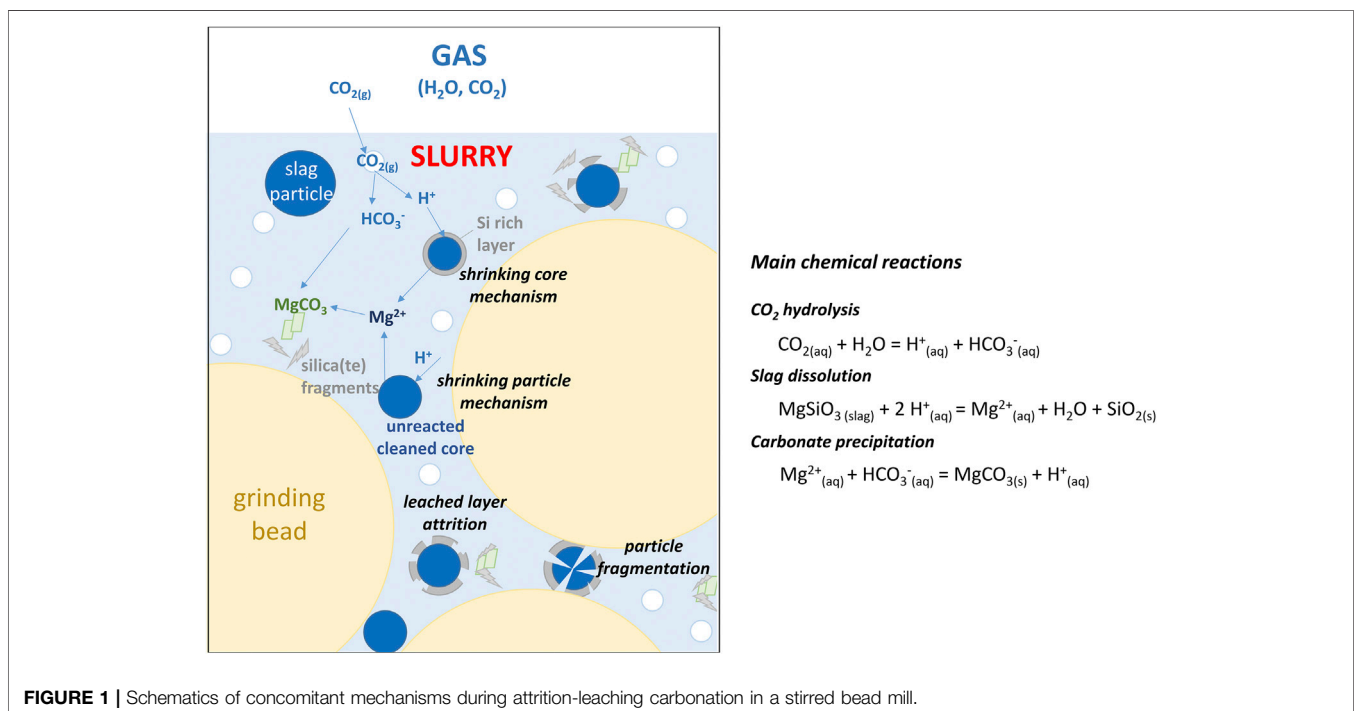 GAS
(H₂O, CO₂)
CO₂(g)
SLURRY
CO₂(g)
slag
particle
H⁺
HCO₃⁻
Si rich
layer
shrinking core
mechanism
MgCO₃
Mg²⁺
H⁺
silica(te)
fragments
shrinking particle
mechanism
unreacted
cleaned core
grinding
bead
leached layer
attrition
particle
fragmentation
Main chemical reactions
CO₂ hydrolysis
CO₂(aq) + H₂O = H⁺(aq) + HCO₃⁻(aq)
Slag dissolution
MgSiO₃ (slag) + 2 H⁺(aq) = Mg²⁺(aq) + H₂O + SiO₂(s)
Carbonate precipitation
Mg²⁺(aq) + HCO₃⁻(aq) = MgCO₃(s) + H⁺(aq)
FIGURE 1 | Schematics of concomitant mechanisms during attrition-leaching carbonation in a stirred bead mill.